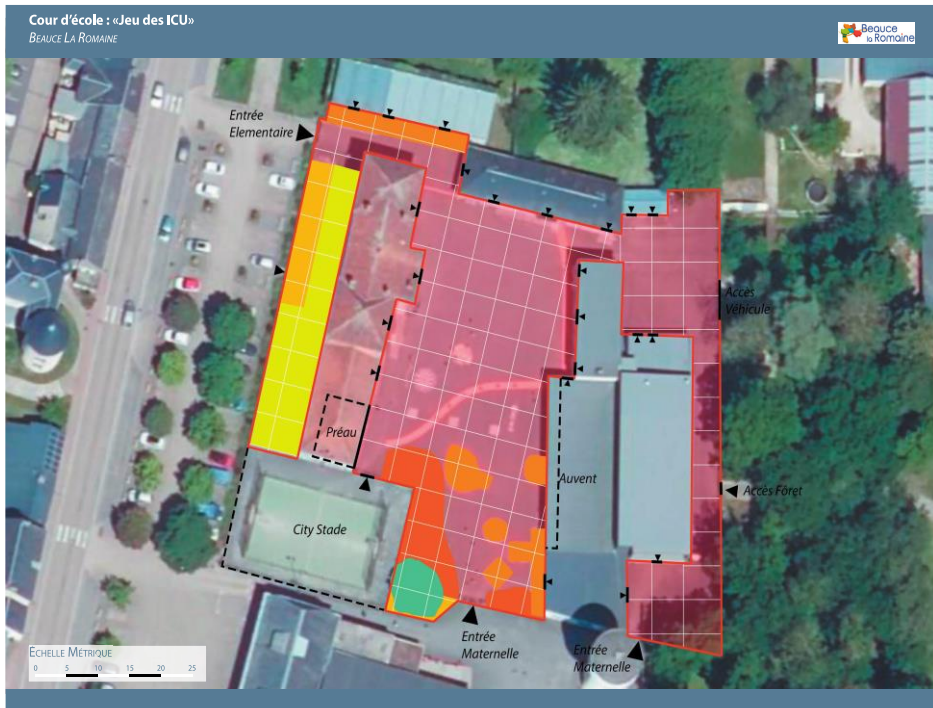 Cour d'école : «Jeu des ICU»
BEAUCE LA ROMAINE
Beauce
la Romaine
Entrée
Elementaire
Accès
Véhicule
Préau
Auvent
Accès Fôret
City Stade
Entrée
Maternelle
Entrée
Maternelle
ECHELLE MÉTRIQUE
0 5 10 15 20 25